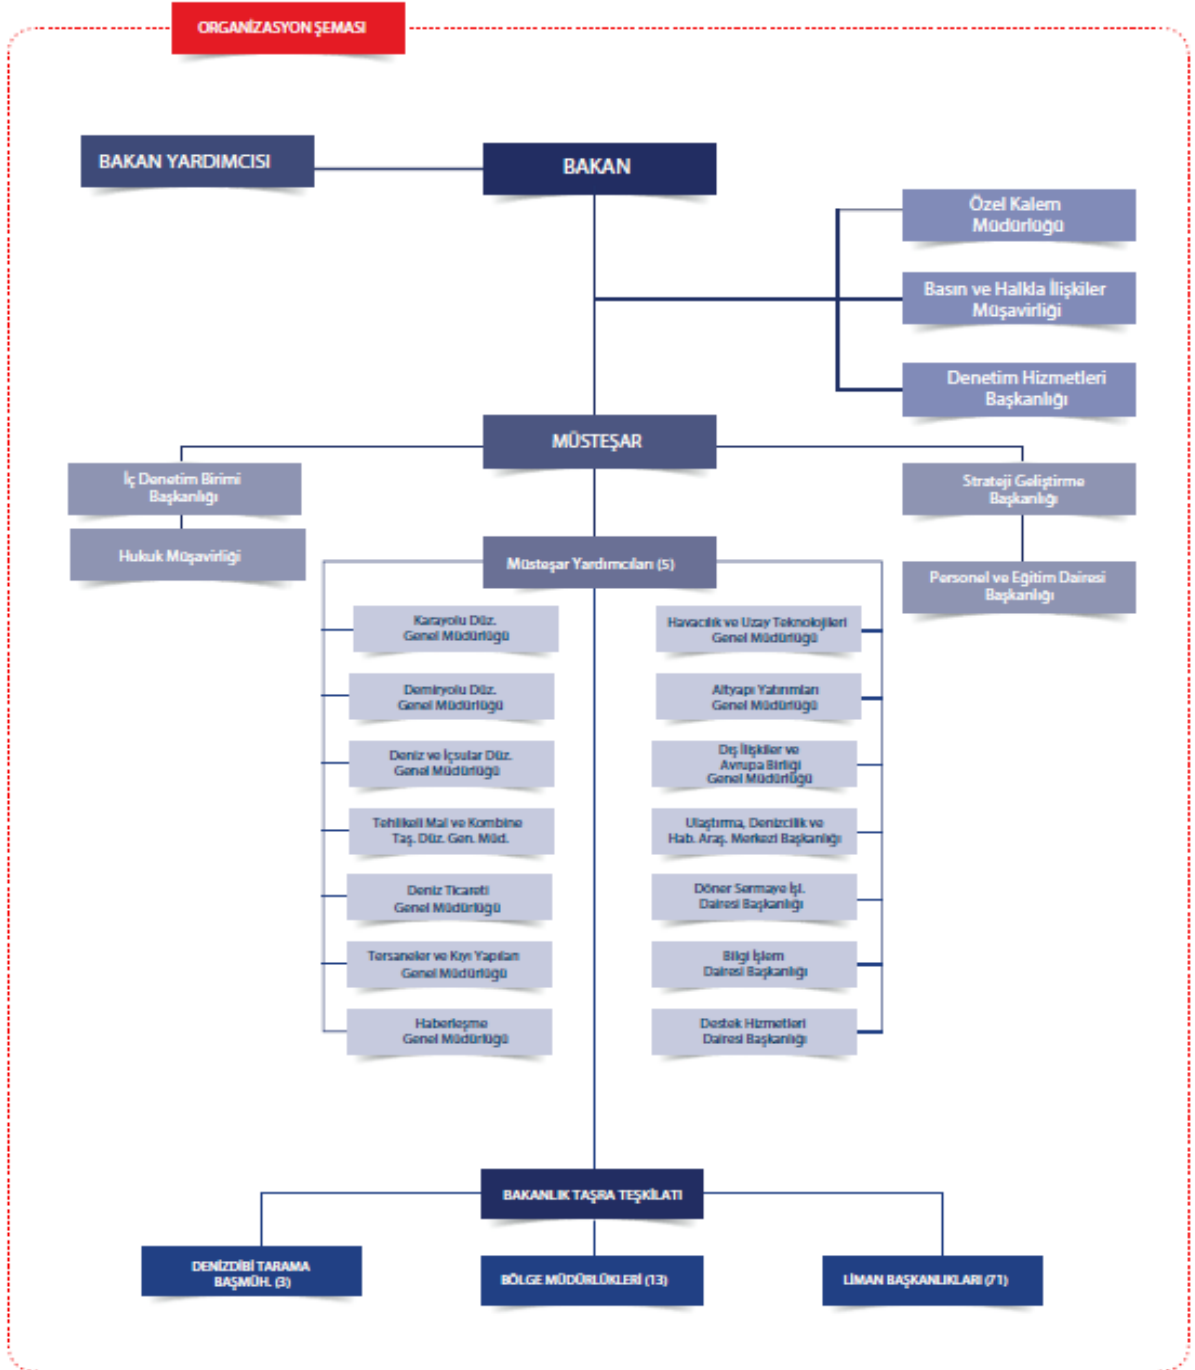 ORGANİZASYON ŞEMASI
BAKAN YARDIMCISI
BAKAN
Özel Kalem
Müdürlüğü
Basın ve Halkla İlişkiler
Müşavirliği
Denetim Hizmetleri
Başkanlığı
MÜSTEŞAR
İç Denetim Birimi
Başkanlığı
Strateji Geliştirme
Başkanlığı
Hukuk Müşavirliği
Müsteşar Yardımcıları (5)
Personel ve Eğitim Dairesi
Başkanlığı
Karayolu Düz.
Genel Müdürlüğü
Havacılık ve Uzay Teknolojileri
Genel Müdürlüğü
Demiryolu Düz.
Genel Müdürlüğü
Altyapı Yatırımları
Genel Müdürlüğü
Deniz ve İçsular Düz.
Genel Müdürlüğü
Dış İlişkiler ve
Avrupa Birliği
Genel Müdürlüğü
Tehlikeli Mal ve Kombine
Taş. Düz. Gen. Müd.
Ulaştırma, Denizcilik ve
Hab. Araş. Merkezi Başkanlığı
Deniz Ticareti
Genel Müdürlüğü
Döner Sermaye İşl.
Dairesi Başkanlığı
Tersaneler ve Kıyı Yapıları
Genel Müdürlüğü
Bilgi İşlem
Dairesi Başkanlığı
Haberleşme
Genel Müdürlüğü
Destek Hizmetleri
Dairesi Başkanlığı
BAKANLIK TAŞRA TEŞKİLATI
DENİZDİBİ TARAMA
BAŞMÜH. (3)
BÖLGE MÜDÜRLÜKLERİ (13)
LİMAN BAŞKANLIKLARI (71)